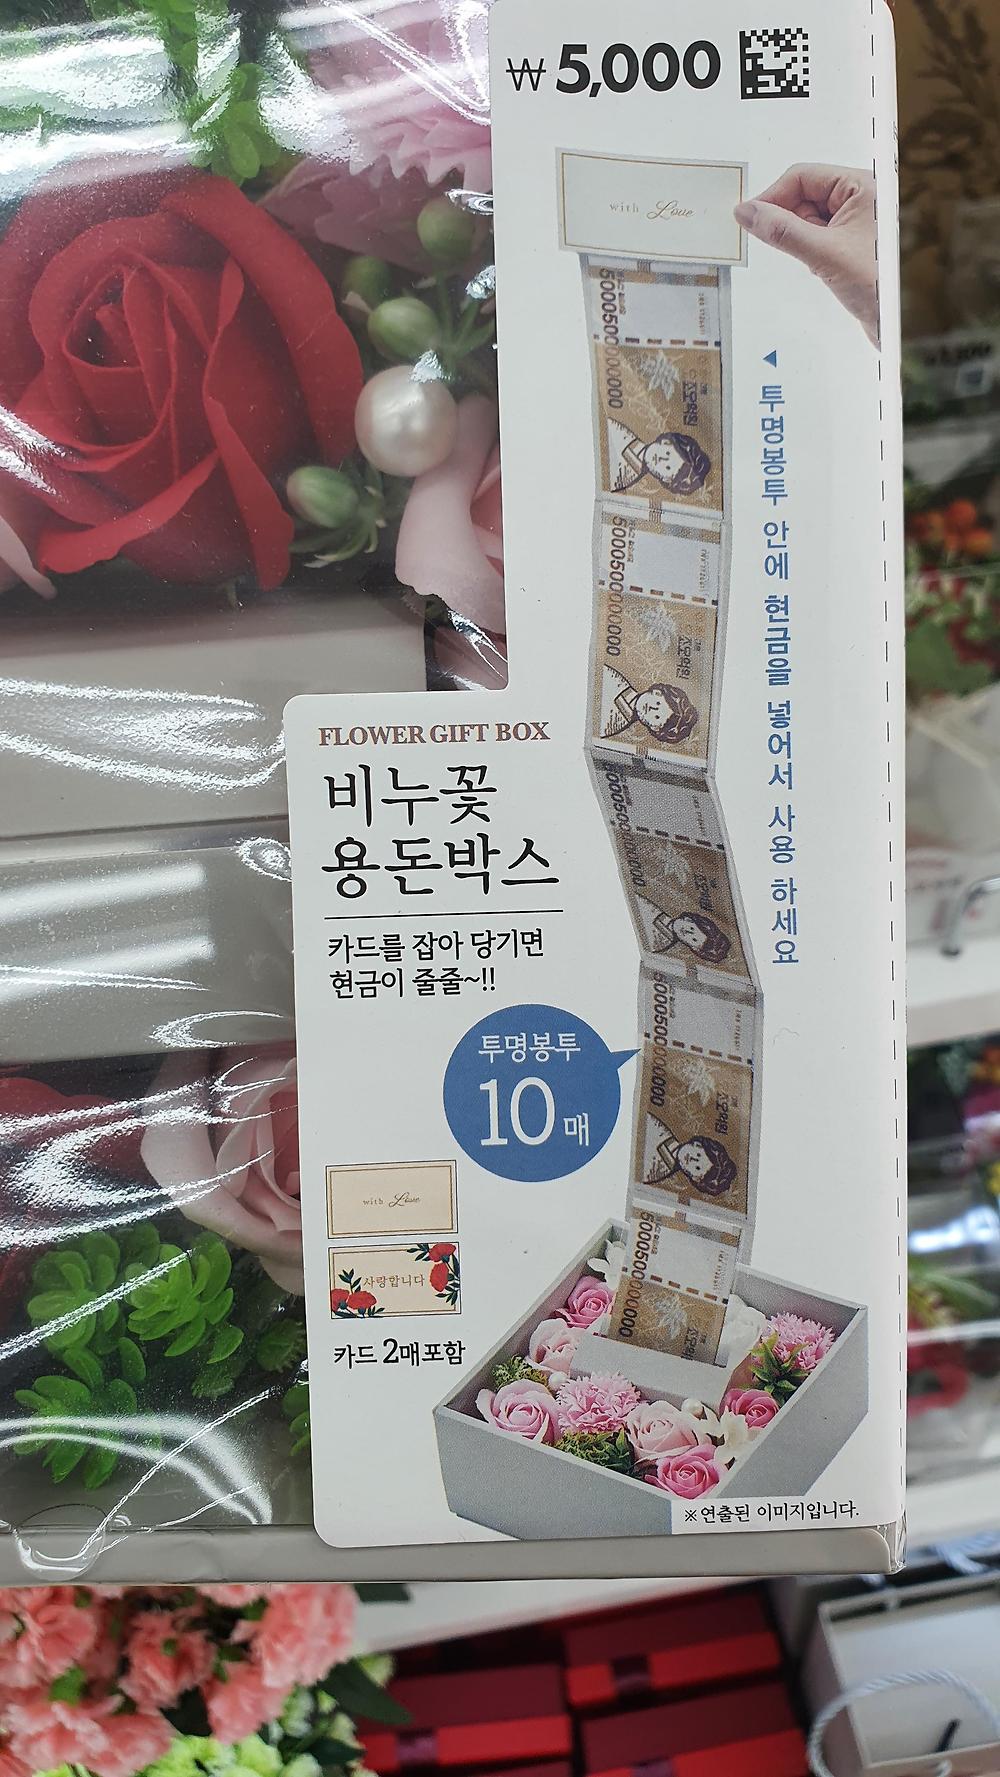 ₩5,000
with Love
◀ 투명봉투 안에 현금을 넣어서 사용 하세요
FLOWER GIFT BOX
비누꽃
용돈박스
카드를 잡아 당기면
현금이 줄줄~!!
투명봉투
10매
with Love
사랑합니다
카드 2매포함
※연출된 이미지입니다.